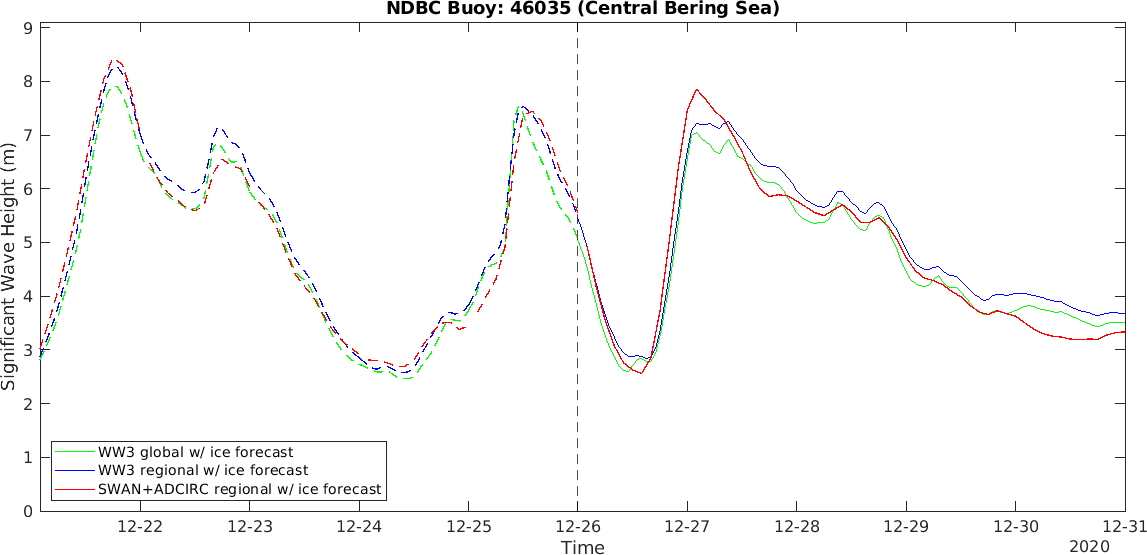 NDBC Buoy: 46035 (Central Bering Sea)
9
8
7
6
5
4
3
2
1
0
Significant Wave Height (m)
WW3 global w/ ice forecast
WW3 regional w/ ice forecast
SWAN+ADCIRC regional w/ ice forecast
12-22 12-23 12-24 12-25 12-26 12-27 12-28 12-29 12-30 12-31
Time
2020